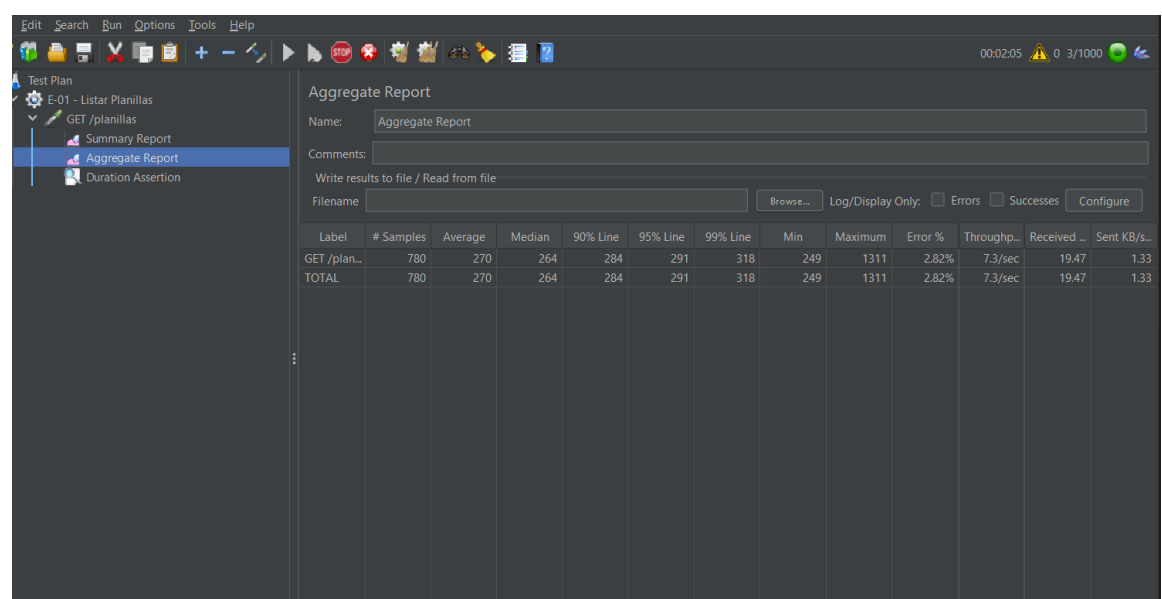 Edit Search Run Options Tools Help
STOP
00:02:05 0 3/1000
Test Plan
E-01 - Listar Planillas
GET /planillas
Summary Report
Aggregate Report
Duration Assertion
Aggregate Report
Name: Aggregate Report
Comments:
Write results to file / Read from file
Filename Browse... Log/Display Only: Errors Successes Configure
Label # Samples Average Median 90% Line 95% Line 99% Line Min Maximum Error % Throughp... Received ... Sent KB/s...
GET /plan... 780 270 264 284 291 318 249 1311 2.82% 7.3/sec 19.47 1.33
TOTAL 780 270 264 284 291 318 249 1311 2.82% 7.3/sec 19.47 1.33